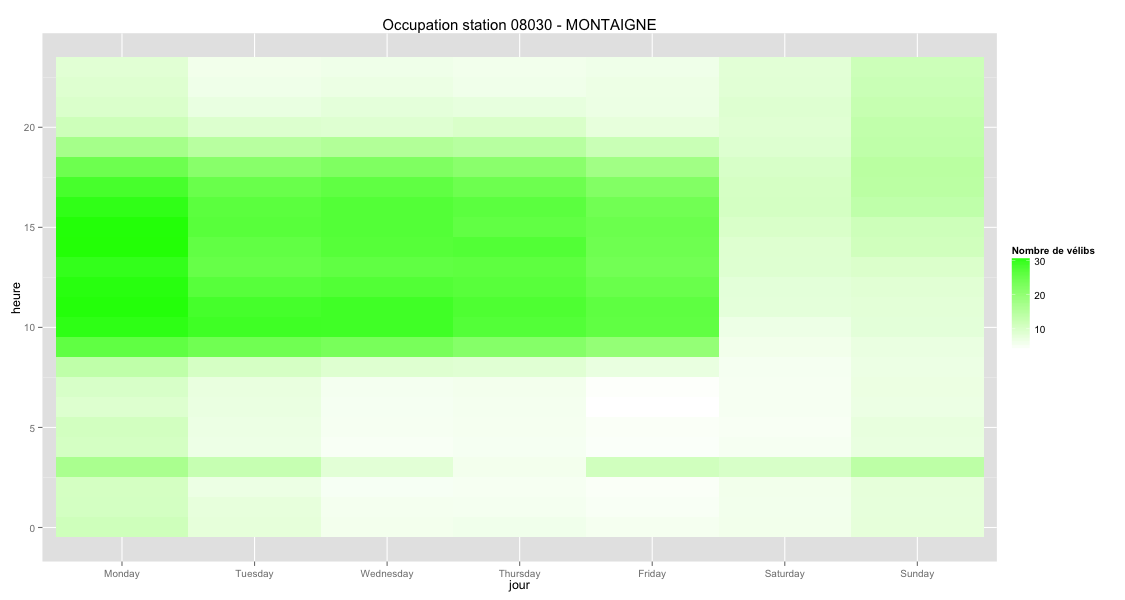 Occupation station 08030 - MONTAIGNE
heure
20
15
10
5
0
Monday Tuesday Wednesday Thursday Friday Saturday Sunday
jour
Nombre de vélibs
30
20
10